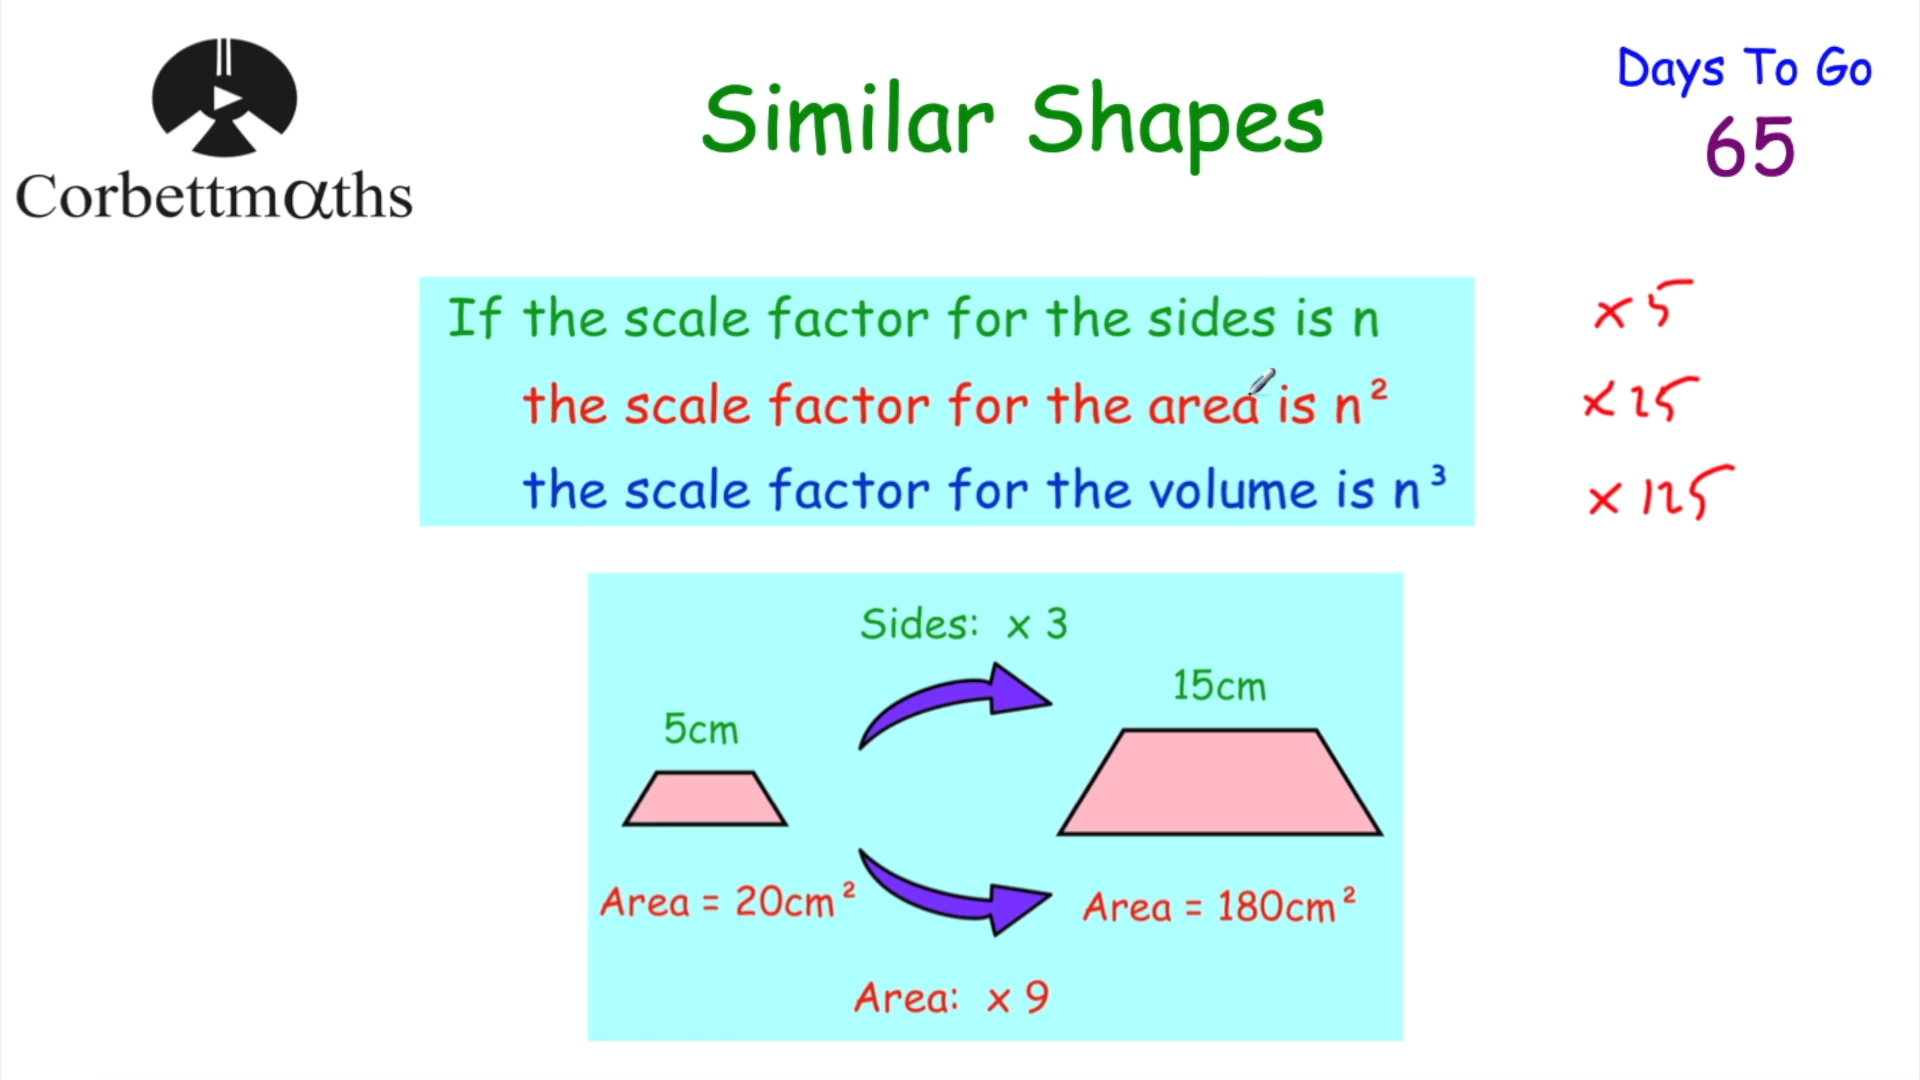 Corbettmαths
Similar Shapes
Days To Go
65
If the scale factor for the sides is n
the scale factor for the area is n²
the scale factor for the volume is n³
x 5
x 25
x 125
Sides: x 3
5cm
15cm
Area = 20cm²
Area = 180cm²
Area: x 9